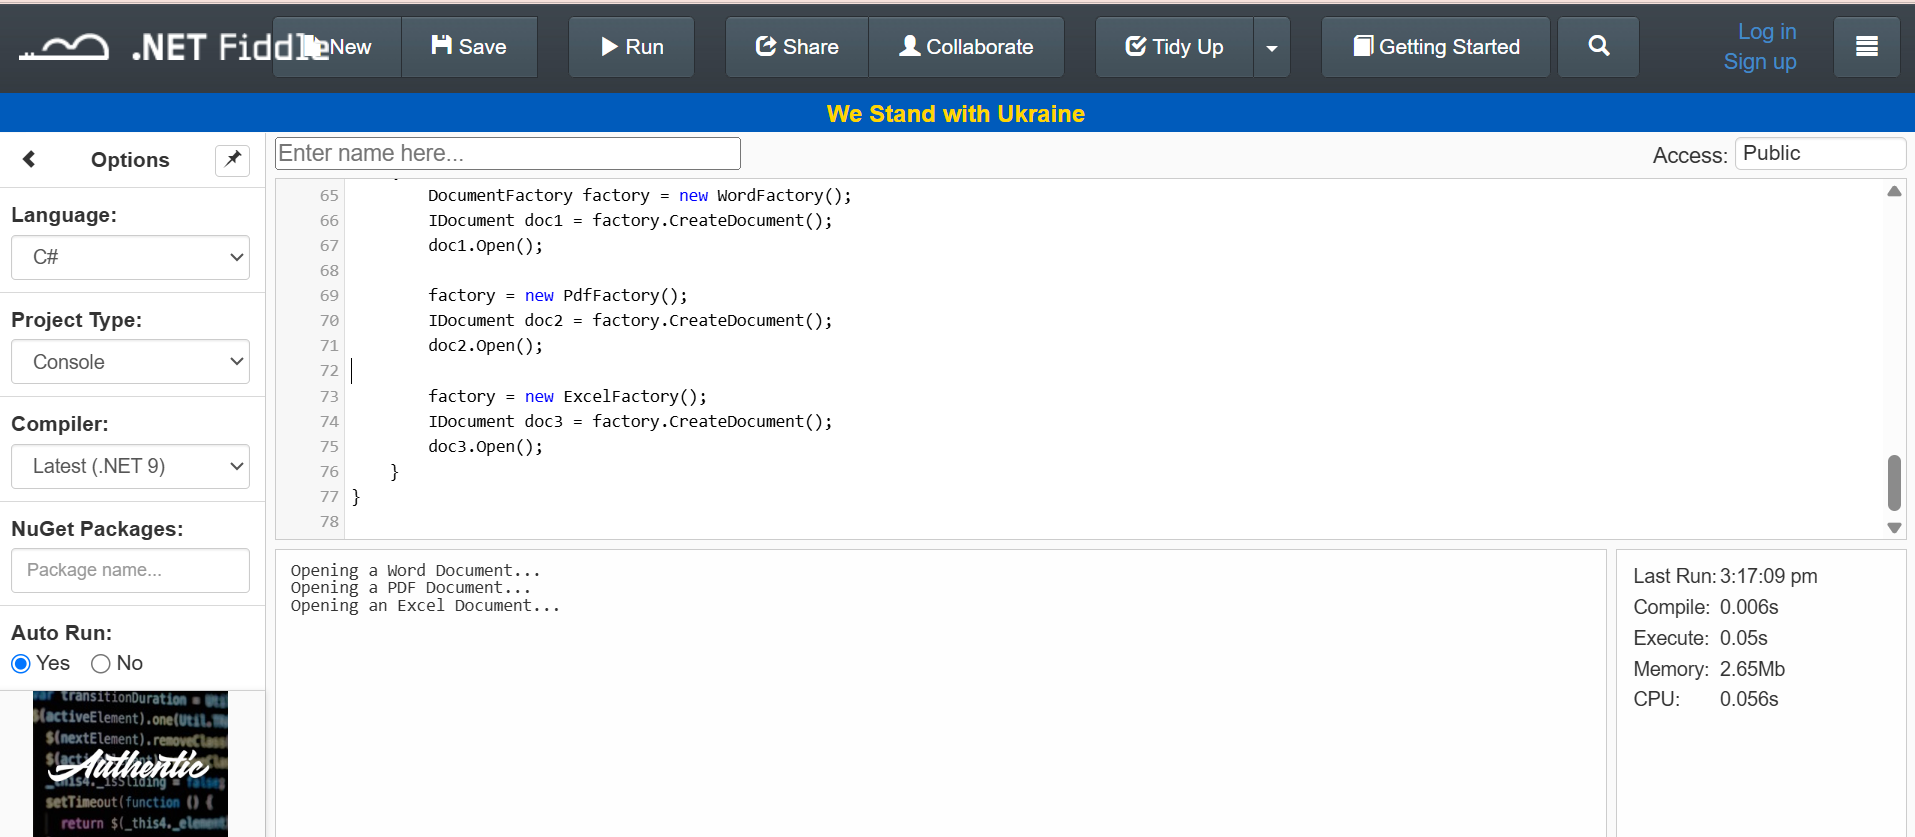 .NET Fiddle New Save Run Share Collaborate Tidy Up Getting Started Log in
Sign up
We Stand with Ukraine
Options
Enter name here...
Access: Public
Language:
C#
Project Type:
Console
Compiler:
Latest (.NET 9)
NuGet Packages:
Package name...
Auto Run:
Yes No
65 DocumentFactory factory = new WordFactory();
66 IDocument doc1 = factory.CreateDocument();
67 doc1.Open();
68
69 factory = new PdfFactory();
70 IDocument doc2 = factory.CreateDocument();
71 doc2.Open();
72
73 factory = new ExcelFactory();
74 IDocument doc3 = factory.CreateDocument();
75 doc3.Open();
76 }
77 }
78
Opening a Word Document...
Opening a PDF Document...
Opening an Excel Document...
Last Run: 3:17:09 pm
Compile: 0.006s
Execute: 0.05s
Memory: 2.65Mb
CPU: 0.056s
transitionDuration =
$(activeElement).one(Util.
$(nextElement).removeClass
Authentic
setTimeout(function () {
return $(_this4._element